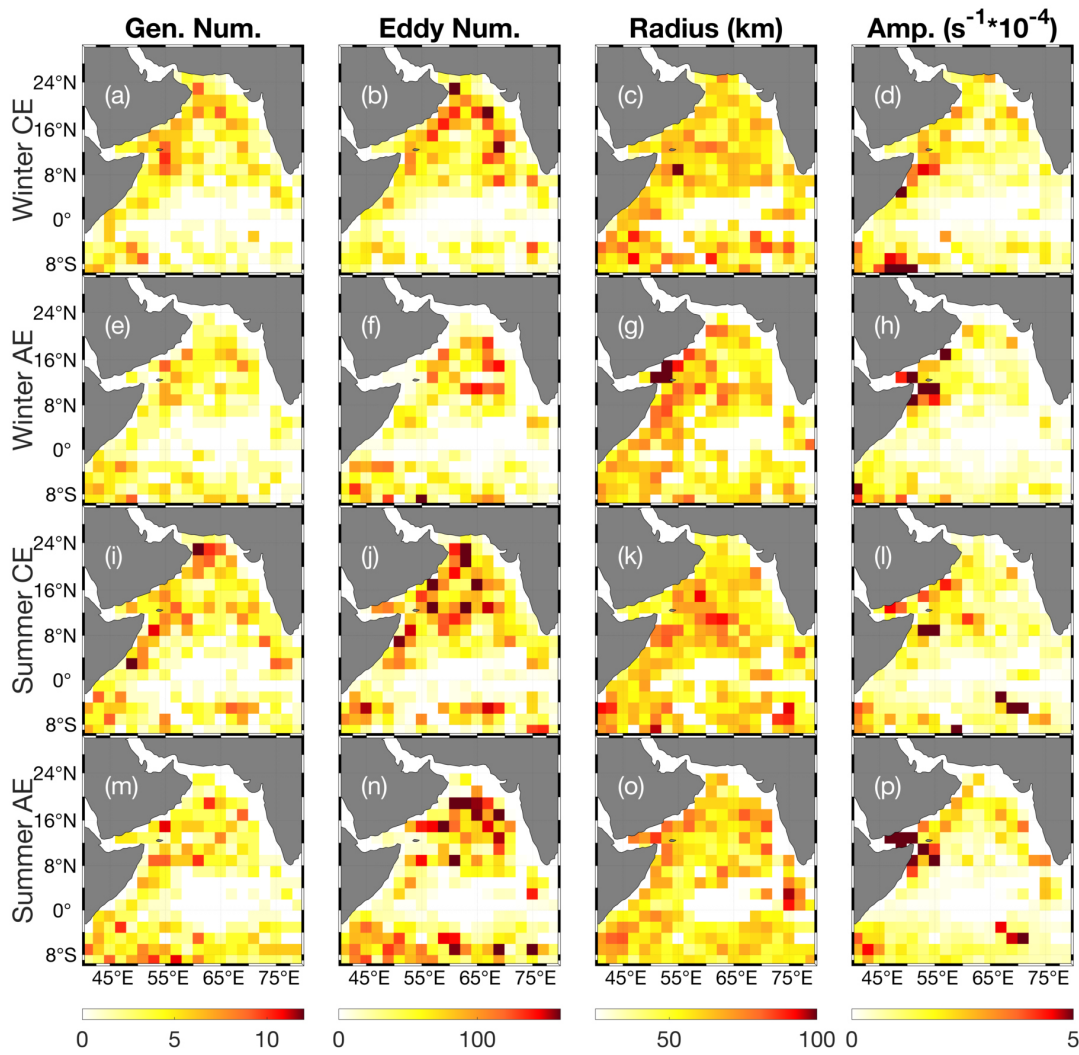 Gen. Num. Eddy Num. Radius (km) Amp. (s⁻¹*10⁻⁴)
Winter CE
24°N
16°N
8°N
0°
8°S
(a) (b) (c) (d)
Winter AE
24°N
16°N
8°N
0°
8°S
(e) (f) (g) (h)
Summer CE
24°N
16°N
8°N
0°
8°S
(i) (j) (k) (l)
Summer AE
24°N
16°N
8°N
0°
8°S
(m) (n) (o) (p)
45°E 55°E 65°E 75°E 45°E 55°E 65°E 75°E 45°E 55°E 65°E 75°E 45°E 55°E 65°E 75°E
0 5 10 0 100 50 100 0 5